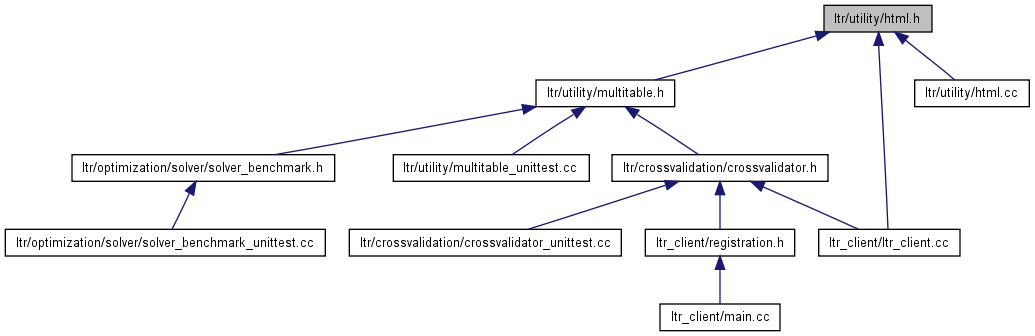 ltr/utility/html.h
ltr/utility/multitable.h
ltr/utility/html.cc
ltr/optimization/solver/solver_benchmark.h
ltr/utility/multitable_unittest.cc
ltr/crossvalidation/crossvalidator.h
ltr/optimization/solver/solver_benchmark_unittest.cc
ltr/crossvalidation/crossvalidator_unittest.cc
ltr_client/registration.h
ltr_client/ltr_client.cc
ltr_client/main.cc